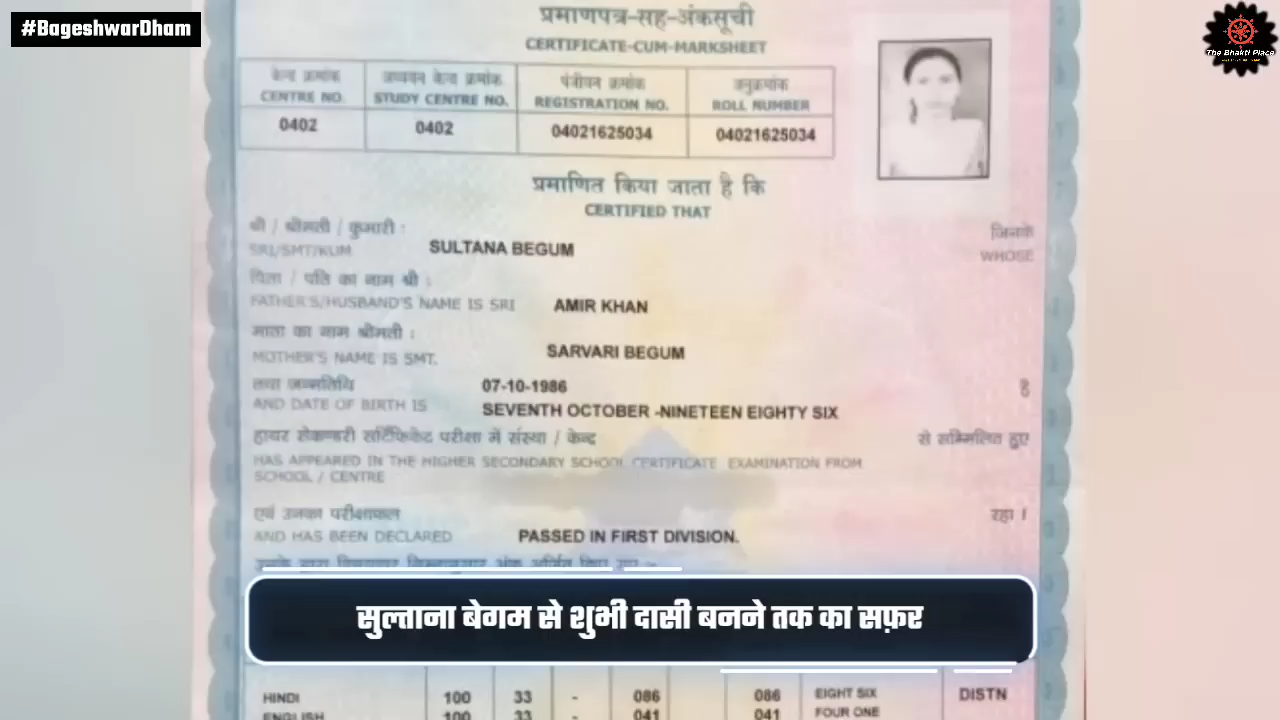 #BageshwarDham
The Bhakti Place
प्रमाणपत्र-सह-अंकसूची
CERTIFICATE-CUM-MARKSHEET
केन्द्र क्रमांक अध्ययन केन्द्र क्रमांक पंजीयन क्रमांक अनुक्रमांक
CENTRE NO. STUDY CENTRE NO. REGISTRATION NO. ROLL NUMBER
0402 0402 04021625034 04021625034
प्रमाणित किया जाता है कि
CERTIFIED THAT
श्री / श्रीमती / कुमारी : जिनके
SRI/SMT/KUM SULTANA BEGUM WHOSE
पिता / पति का नाम श्री :
FATHER'S/HUSBAND'S NAME IS SRI AMIR KHAN
माता का नाम श्रीमती :
MOTHER'S NAME IS SMT. SARVARI BEGUM
तथा जन्मतिथि 07-10-1986 है
AND DATE OF BIRTH IS SEVENTH OCTOBER -NINETEEN EIGHTY SIX
हायर सेकण्डरी सर्टिफिकेट परीक्षा में संस्था / केन्द्र से सम्मिलित हुए
HAS APPEARED IN THE HIGHER SECONDARY SCHOOL CERTIFICATE EXAMINATION FROM
SCHOOL / CENTRE
एवं उनका परीक्षाफल रहा ।
AND HAS BEEN DECLARED PASSED IN FIRST DIVISION.
सुल्ताना बेगम से शुभी दासी बनने तक का सफ़र
HINDI 100 33 - 086 086 EIGHT SIX DISTN
ENGLISH 100 33 - 041 041 FOUR ONE